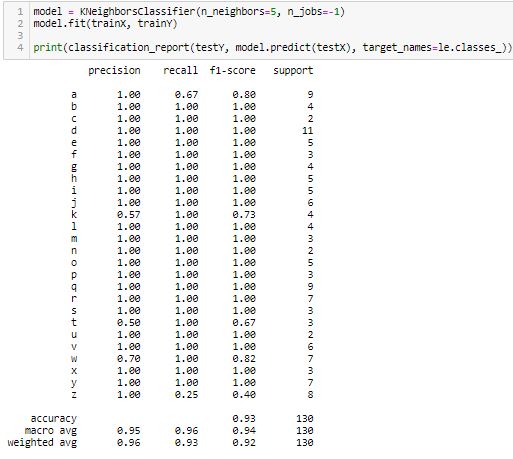 1 model = KNeighborsClassifier(n_neighbors=5, n_jobs=-1)
2 model.fit(trainX, trainY)
3
4 print(classification_report(testY, model.predict(testX), target_names=le.classes_))
precision recall f1-score support
a 1.00 0.67 0.80 9
b 1.00 1.00 1.00 4
c 1.00 1.00 1.00 2
d 1.00 1.00 1.00 11
e 1.00 1.00 1.00 5
f 1.00 1.00 1.00 3
g 1.00 1.00 1.00 4
h 1.00 1.00 1.00 5
i 1.00 1.00 1.00 5
j 1.00 1.00 1.00 6
k 0.57 1.00 0.73 4
l 1.00 1.00 1.00 4
m 1.00 1.00 1.00 3
n 1.00 1.00 1.00 2
o 1.00 1.00 1.00 5
p 1.00 1.00 1.00 3
q 1.00 1.00 1.00 9
r 1.00 1.00 1.00 7
s 1.00 1.00 1.00 3
t 0.50 1.00 0.67 3
u 1.00 1.00 1.00 2
v 1.00 1.00 1.00 6
w 0.70 1.00 0.82 7
x 1.00 1.00 1.00 3
y 1.00 1.00 1.00 7
z 1.00 0.25 0.40 8
accuracy 0.93 130
macro avg 0.95 0.96 0.94 130
weighted avg 0.96 0.93 0.92 130